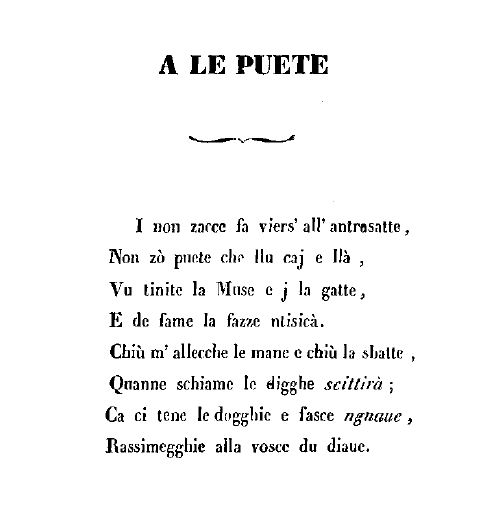 A LE PUETE
I non zacce fa viers' all' antrasatte,
Non zò puete che llu caj e llà,
Vu tinite la Muse e j la gatte,
E de fame la fazze ntisicà.
Chiù m' allecche le mane e chiù la sbatte,
Quanne schiame le digghe scittirà;
Ca ci tene le dogghie e fasce ngnaue,
Rassimegghie alla vosce du diaue.